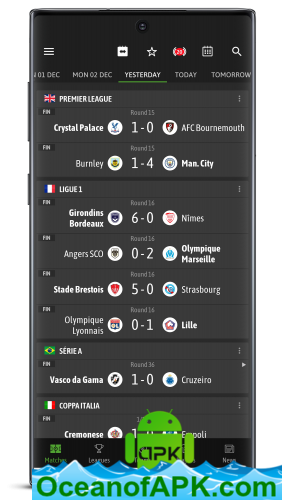 28
N 01 DEC MON 02 DEC YESTERDAY TODAY TOMORROW
PREMIER LEAGUE
FIN Round 15
Crystal Palace 1-0 AFC Bournemouth
FIN Round 15
Burnley 1-4 Man. City
LIGUE 1
FIN Round 16
Girondins Bordeaux 6-0 Nîmes
FIN Round 16
Angers SCO 0-2 Olympique Marseille
FIN Round 16
Stade Brestois 5-0 Strasbourg
FIN Round 16
Olympique Lyonnais 0-1 Lille
SÉRIE A
FIN Round 36
Vasco da Gama 1-0 Cruzeiro
COPPA ITALIA
FIN
Cremonese Empoli
Matches Leagues News
apk
OceanofAPK.com